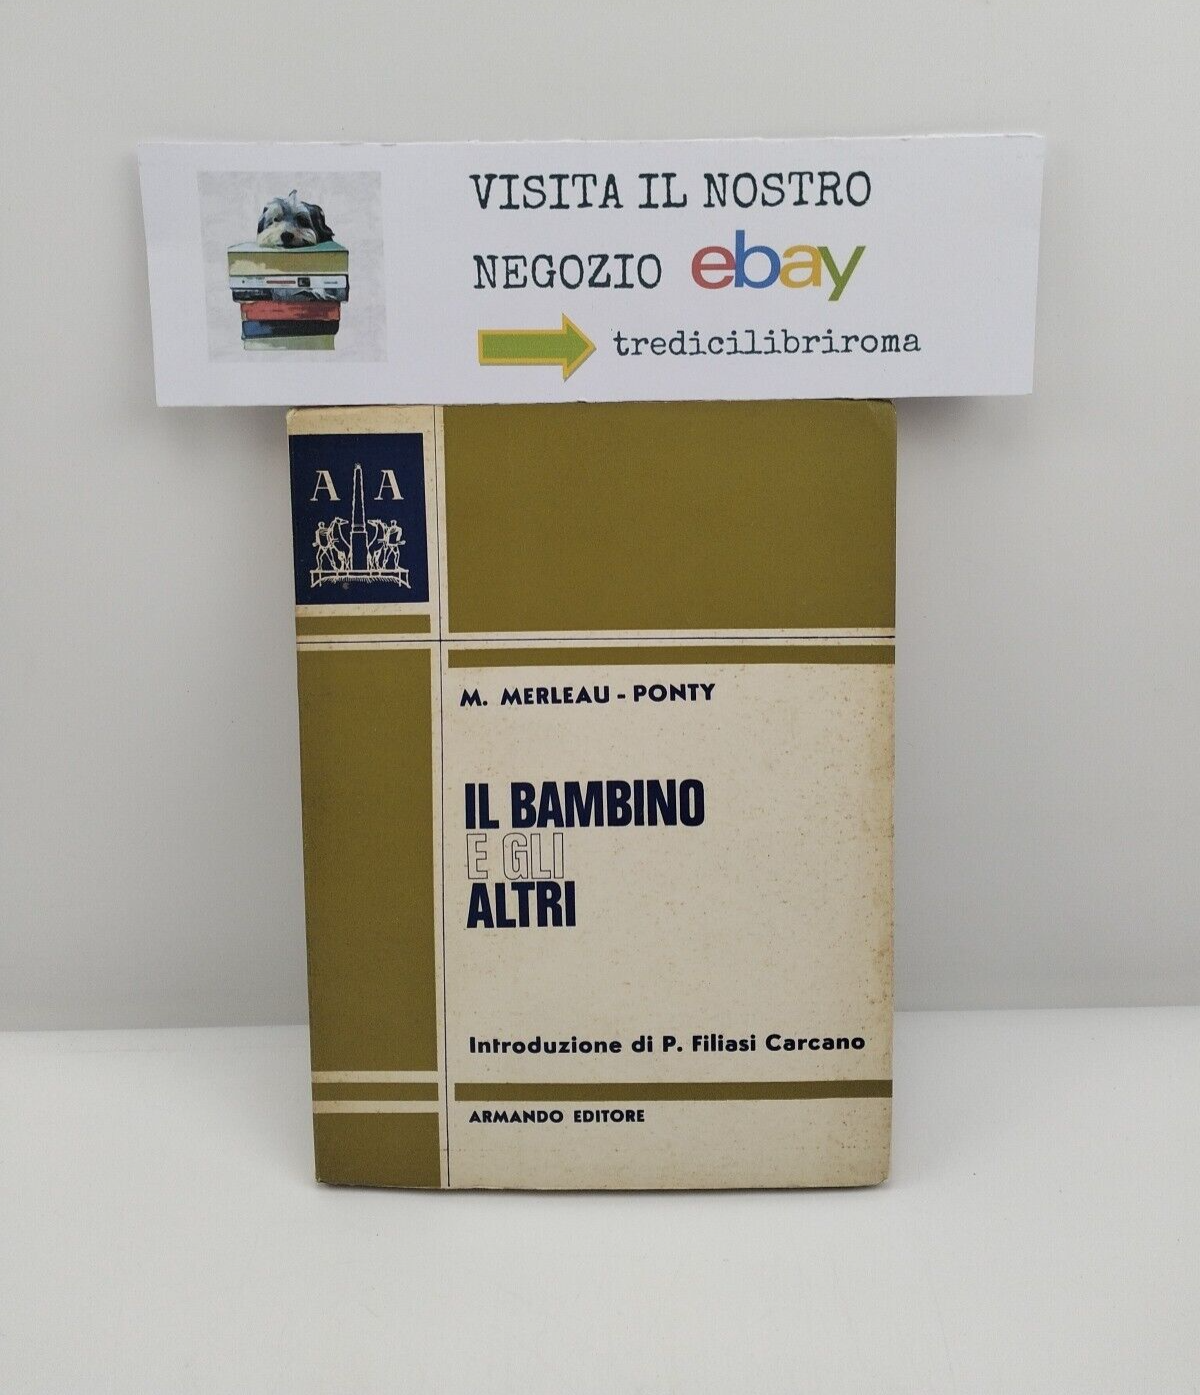 VISITA IL NOSTRO
NEGOZIO ebay
tredicilibriroma
A A
M. MERLEAU - PONTY
IL BAMBINO
E GLI
ALTRI
Introduzione di P. Filiasi Carcano
ARMANDO EDITORE